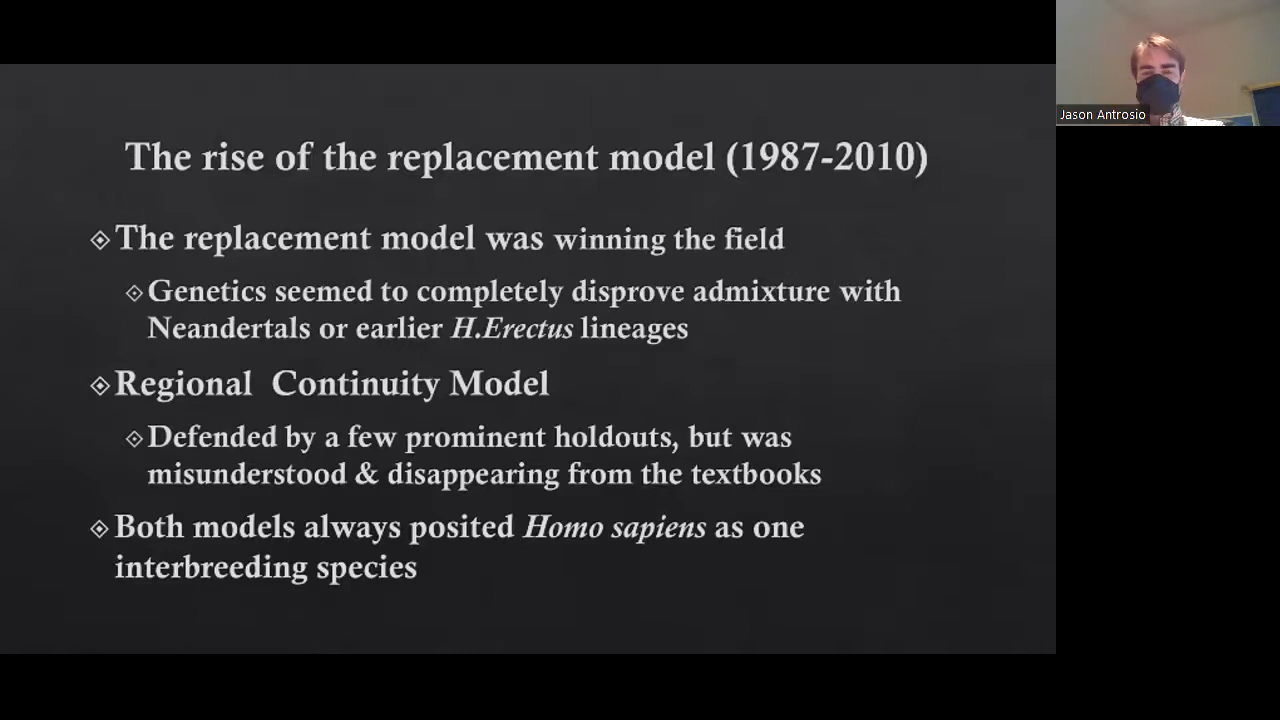 The rise of the replacement model (1987-2010)
The replacement model was winning the field
Genetics seemed to completely disprove admixture with
Neandertals or earlier H.Erectus lineages
Regional  Continuity Model
Defended by a few prominent holdouts, but was
misunderstood & disappearing from the textbooks
Both models always posited Homo sapiens as one
interbreeding species
Jason Antrosio